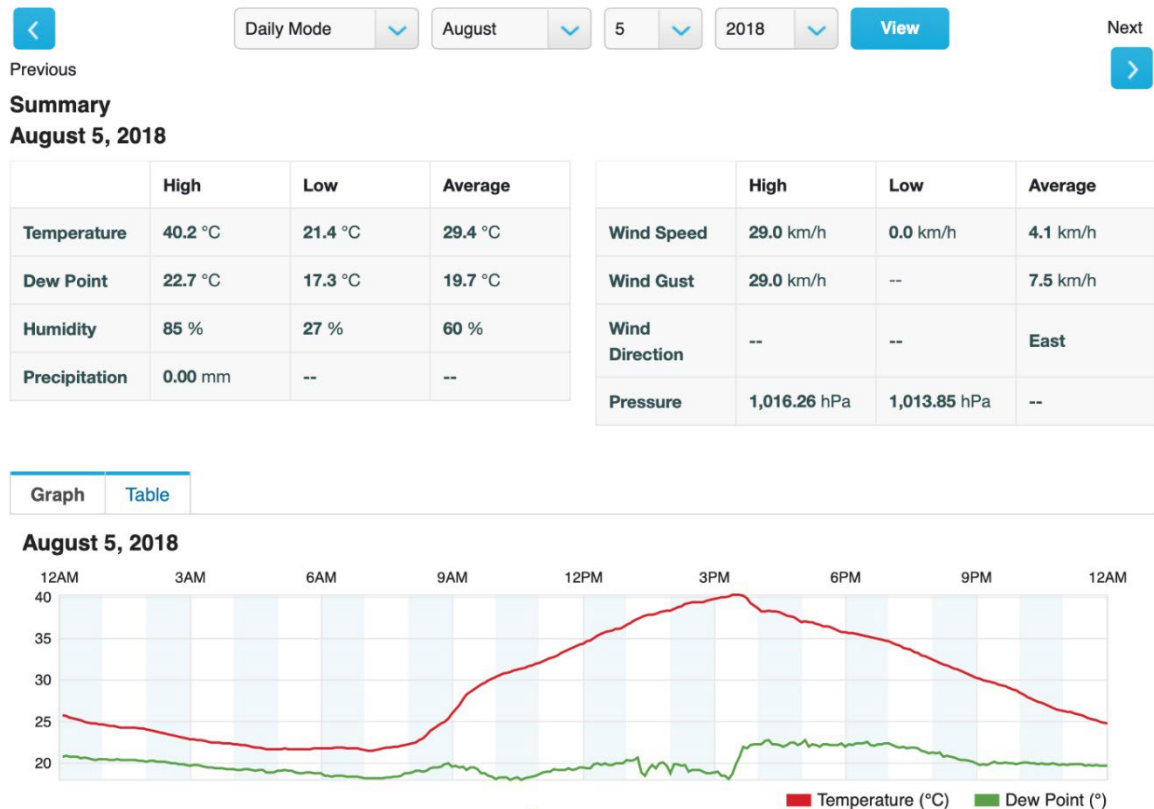 Daily Mode August 5 2018 View Next
Previous
Summary
August 5, 2018
High Low Average
Temperature 40.2 °C 21.4 °C 29.4 °C
Dew Point 22.7 °C 17.3 °C 19.7 °C
Humidity 85 % 27 % 60 %
Precipitation 0.00 mm -- --
High Low Average
Wind Speed 29.0 km/h 0.0 km/h 4.1 km/h
Wind Gust 29.0 km/h -- 7.5 km/h
Wind
Direction -- -- East
Pressure 1,016.26 hPa 1,013.85 hPa --
Graph Table
August 5, 2018
12AM 3AM 6AM 9AM 12PM 3PM 6PM 9PM 12AM
40
35
30
25
20
Temperature (°C) Dew Point (°)